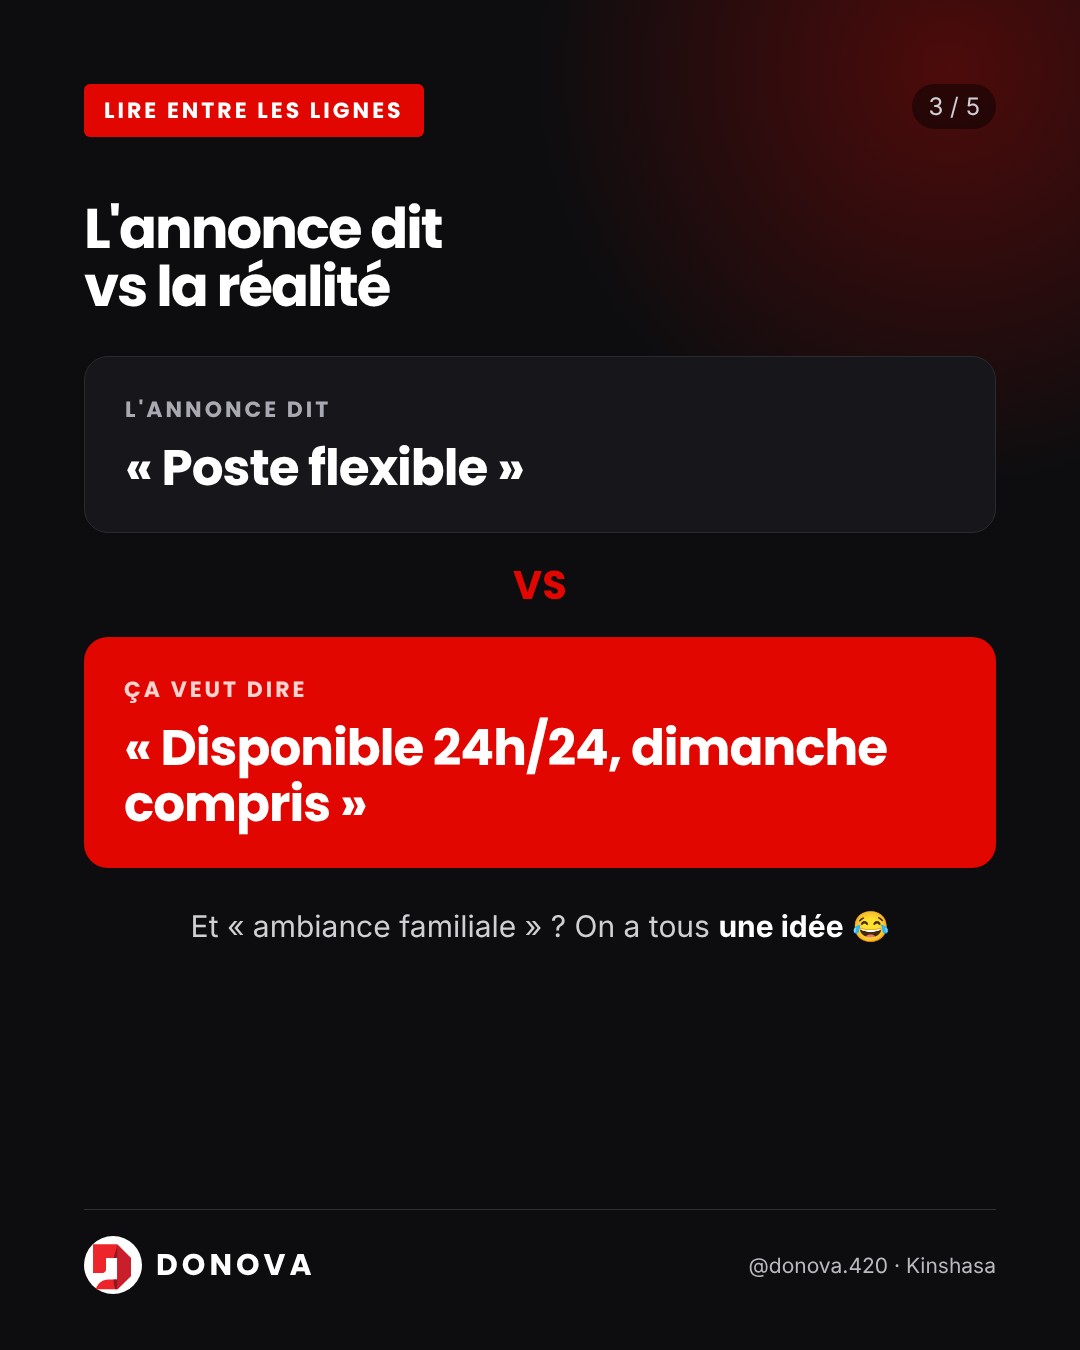 LIRE ENTRE LES LIGNES
3 / 5
L'annonce dit
vs la réalité
L'ANNONCE DIT
« Poste flexible »
VS
ÇA VEUT DIRE
« Disponible 24h/24, dimanche
compris »
Et « ambiance familiale » ? On a tous une idée 😂
DONOVA
@donova.420 · Kinshasa